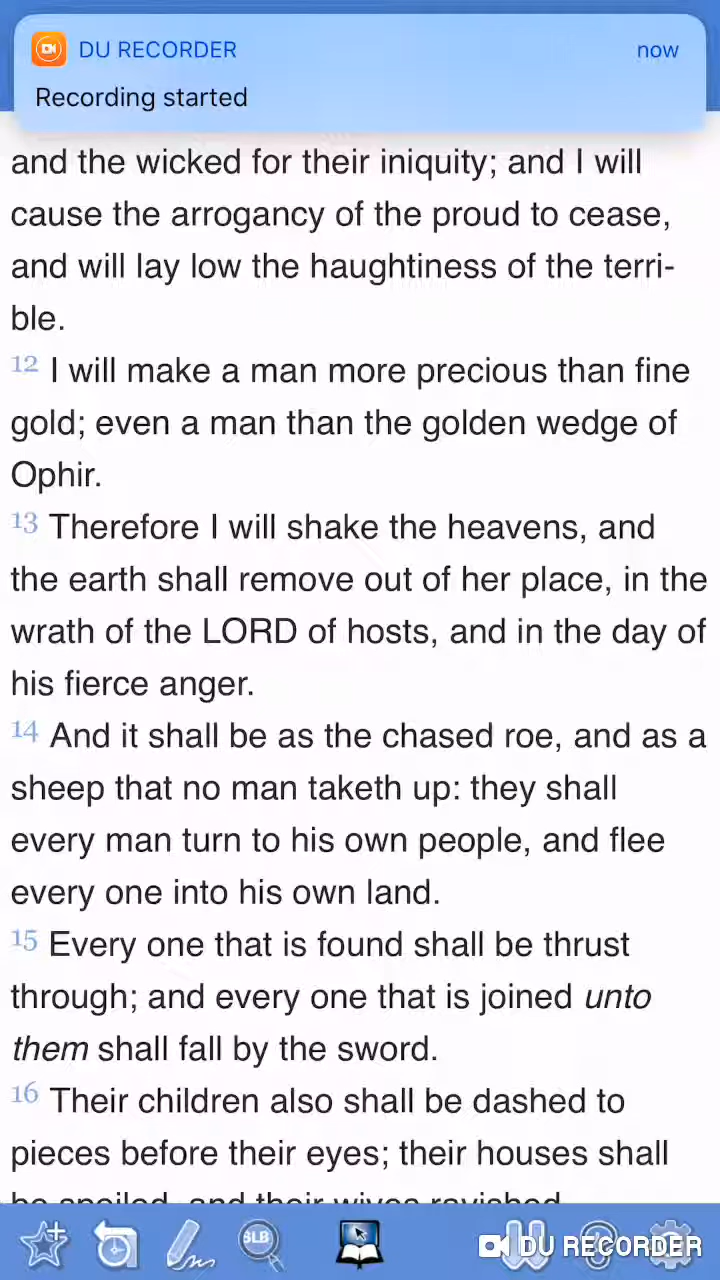 DU RECORDER now
Recording started
and the wicked for their iniquity; and I will
cause the arrogancy of the proud to cease,
and will lay low the haughtiness of the terri-
ble.
12 I will make a man more precious than fine
gold; even a man than the golden wedge of
Ophir.
13 Therefore I will shake the heavens, and
the earth shall remove out of her place, in the
wrath of the LORD of hosts, and in the day of
his fierce anger.
14 And it shall be as the chased roe, and as a
sheep that no man taketh up: they shall
every man turn to his own people, and flee
every one into his own land.
15 Every one that is found shall be thrust
through; and every one that is joined unto
them shall fall by the sword.
16 Their children also shall be dashed to
pieces before their eyes; their houses shall
be spoiled, and their wives ravished.
BLB
DU RECORDER